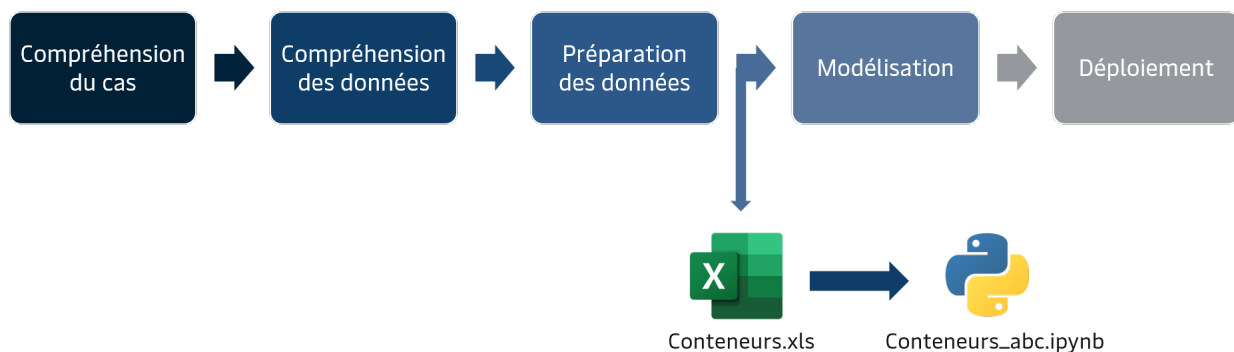 Compréhension
du cas
Compréhension
des données
Préparation
des données
Modélisation
Déploiement
X
Conteneurs.xls
Conteneurs_abc.ipynb